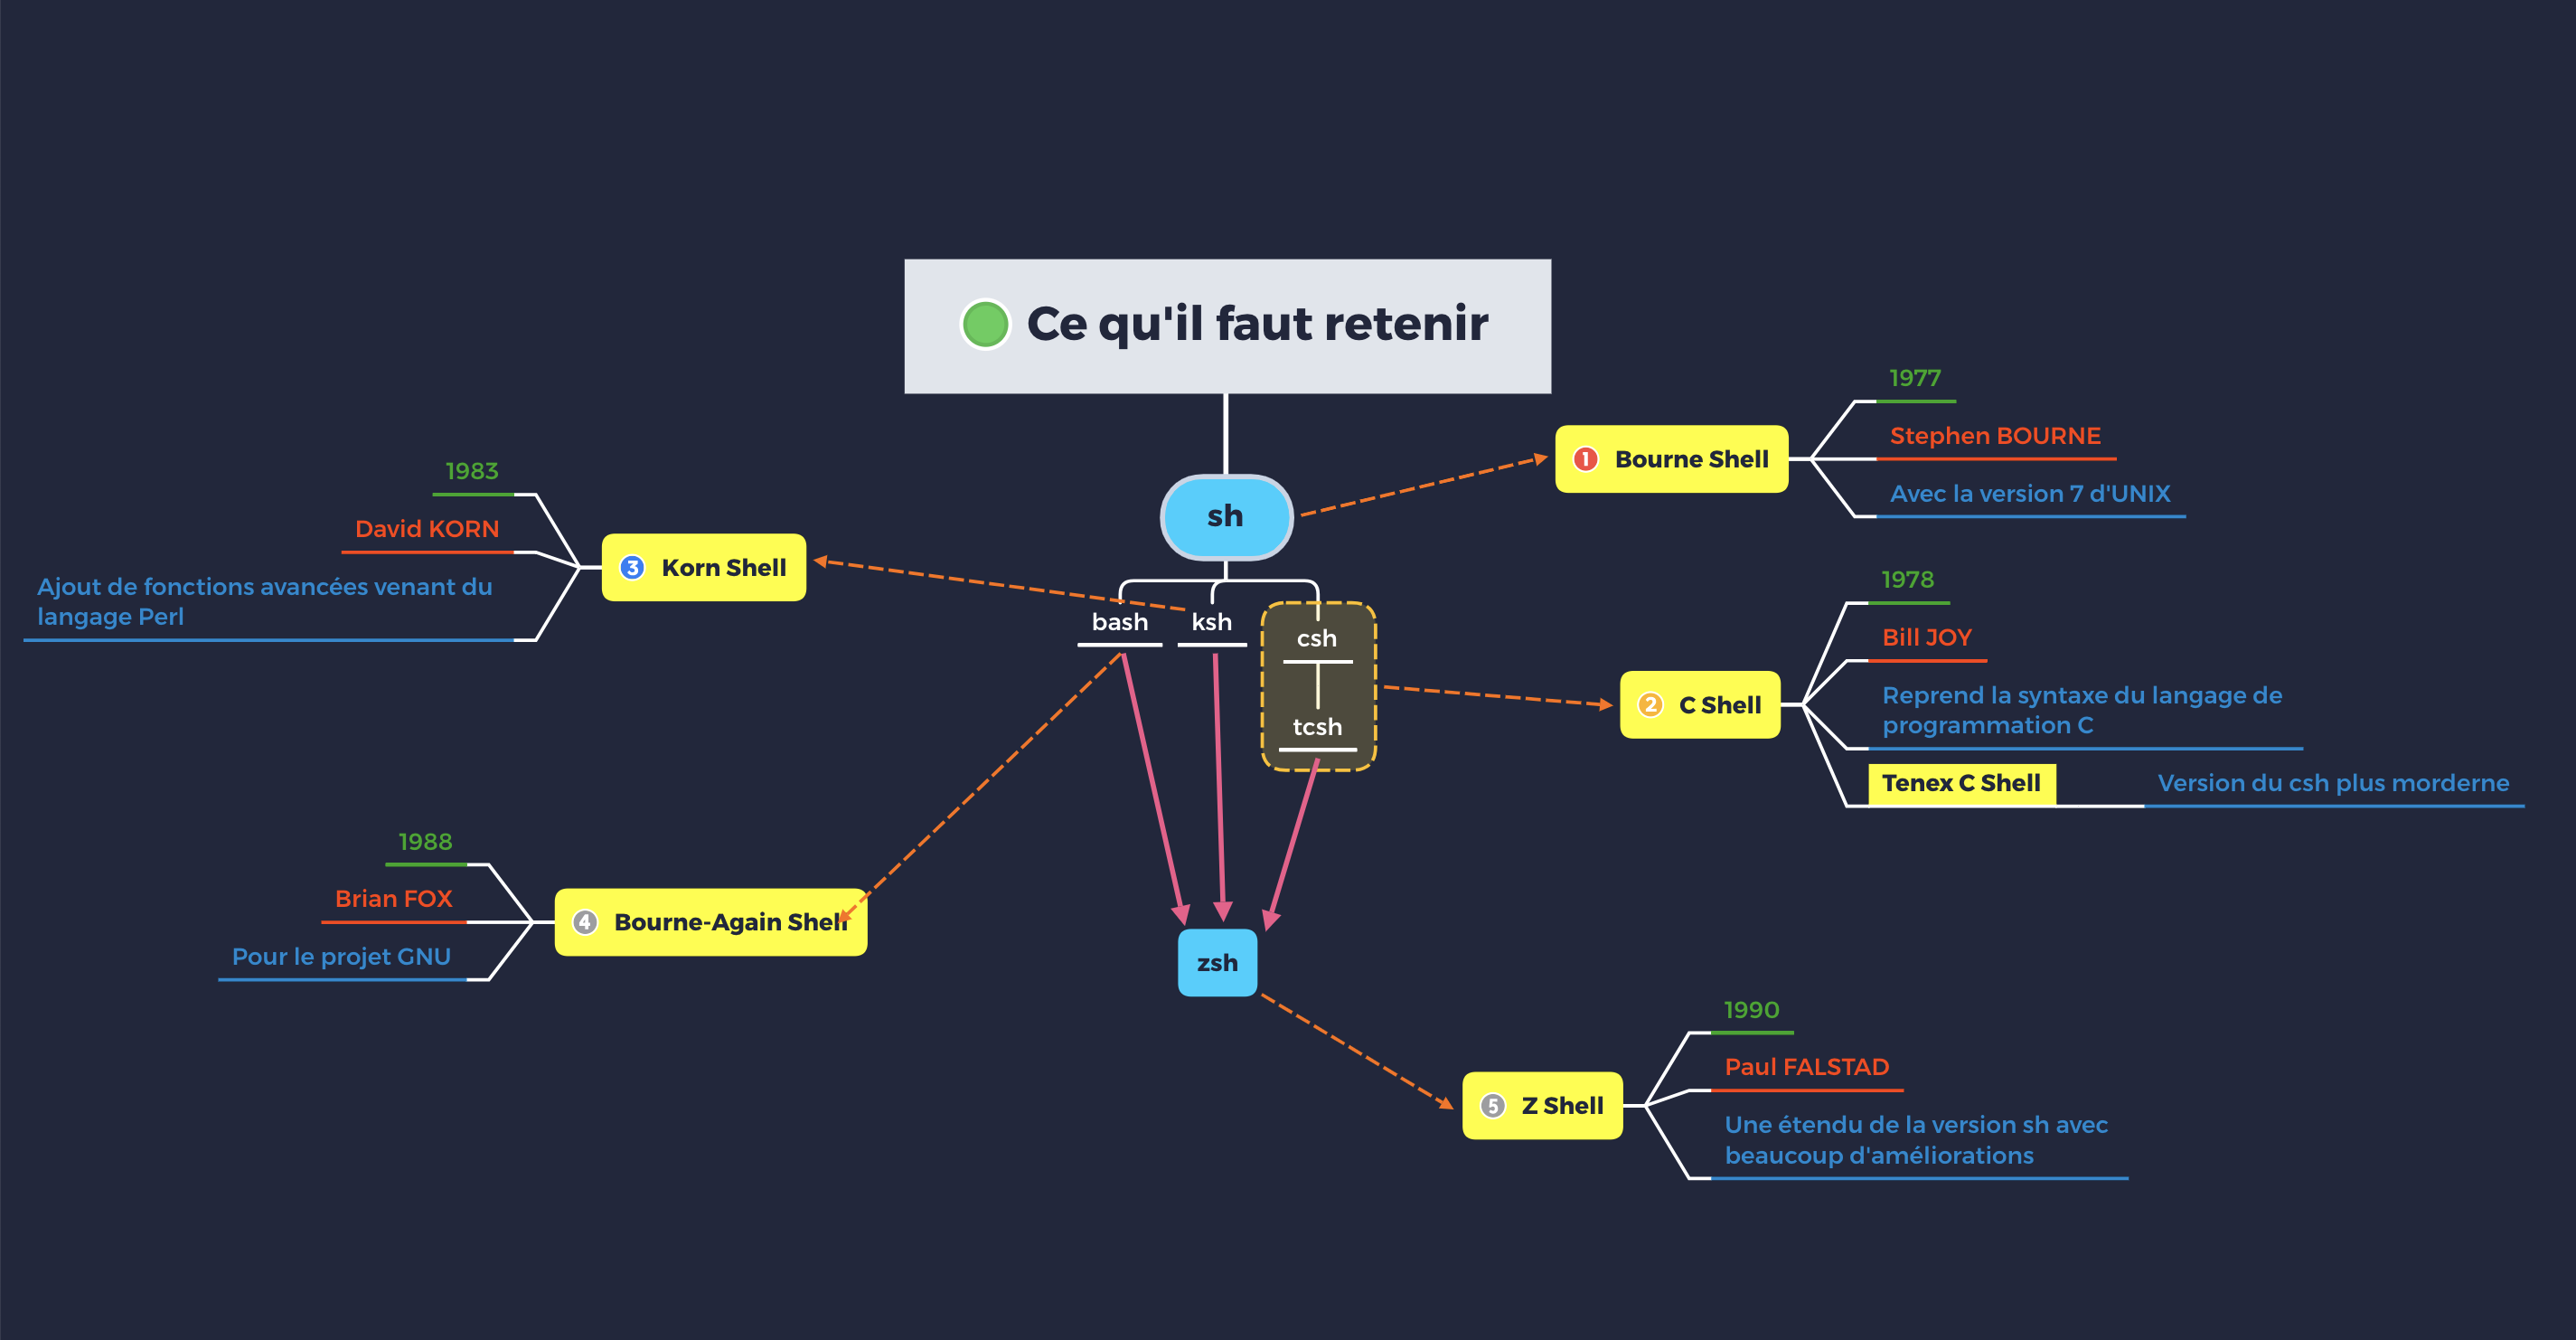 Ce qu'il faut retenir
sh
bash
ksh
csh
tcsh
zsh
1 Bourne Shell
1977
Stephen BOURNE
Avec la version 7 d'UNIX
2 C Shell
1978
Bill JOY
Reprend la syntaxe du langage de
programmation C
Tenex C Shell
Version du csh plus morderne
3 Korn Shell
1983
David KORN
Ajout de fonctions avancées venant du
langage Perl
4 Bourne-Again Shell
1988
Brian FOX
Pour le projet GNU
5 Z Shell
1990
Paul FALSTAD
Une étendu de la version sh avec
beaucoup d'améliorations